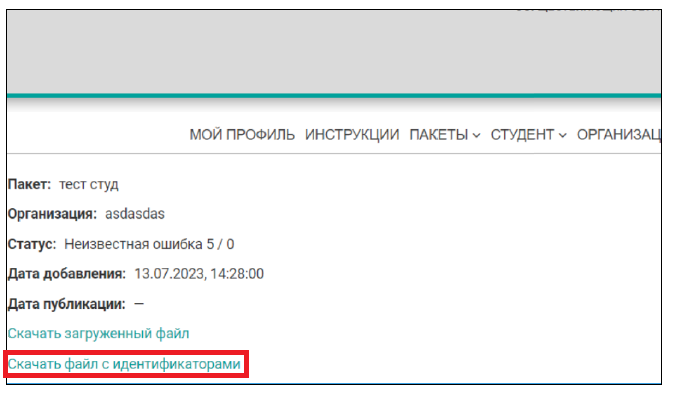 МОЙ ПРОФИЛЬ ИНСТРУКЦИИ ПАКЕТЫ СТУДЕНТ ОРГАНИЗАЦ
Пакет: тест студ
Организация: asdasdas
Статус: Неизвестная ошибка 5 / 0
Дата добавления: 13.07.2023, 14:28:00
Дата публикации: —
Скачать загруженный файл
Скачать файл с идентификаторами